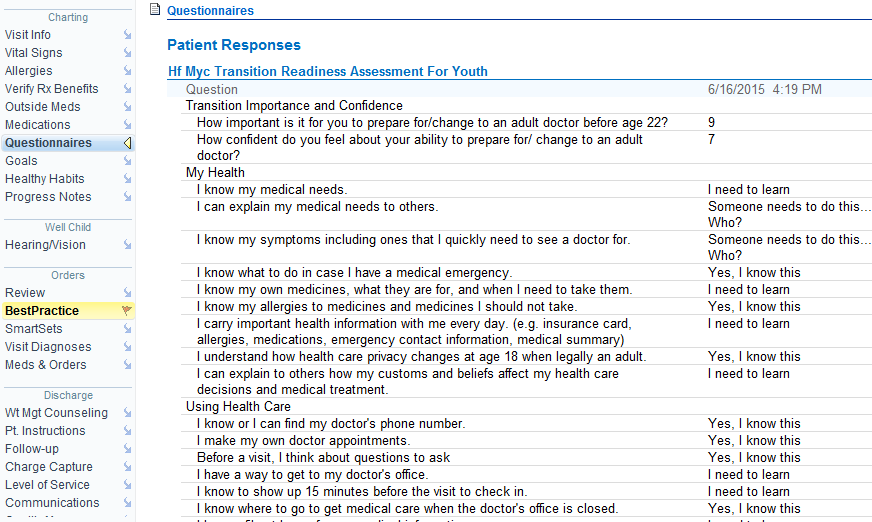 Charting
Visit Info
Vital Signs
Allergies
Verify Rx Benefits
Outside Meds
Medications
Questionnaires
Goals
Healthy Habits
Progress Notes
Well Child
Hearing/Vision
Orders
Review
BestPractice
SmartSets
Visit Diagnoses
Meds & Orders
Discharge
Wt Mgt Counseling
Pt. Instructions
Follow-up
Charge Capture
Level of Service
Communications
Questionnaires
Patient Responses
Hf Myc Transition Readiness Assessment For Youth
Question 6/16/2015 4:19 PM
Transition Importance and Confidence
How important is it for you to prepare for/change to an adult doctor before age 22? 9
How confident do you feel about your ability to prepare for/ change to an adult 7
doctor?
My Health
I know my medical needs. I need to learn
I can explain my medical needs to others. Someone needs to do this...
Who?
I know my symptoms including ones that I quickly need to see a doctor for. Someone needs to do this...
Who?
I know what to do in case I have a medical emergency. Yes, I know this
I know my own medicines, what they are for, and when I need to take them. I need to learn
I know my allergies to medicines and medicines I should not take. Yes, I know this
I carry important health information with me every day. (e.g. insurance card, I need to learn
allergies, medications, emergency contact information, medical summary)
I understand how health care privacy changes at age 18 when legally an adult. Yes, I know this
I can explain to others how my customs and beliefs affect my health care I need to learn
decisions and medical treatment.
Using Health Care
I know or I can find my doctor's phone number. Yes, I know this
I make my own doctor appointments. Yes, I know this
Before a visit, I think about questions to ask Yes, I know this
I have a way to get to my doctor's office. I need to learn
I know to show up 15 minutes before the visit to check in. I need to learn
I know where to go to get medical care when the doctor's office is closed. Yes, I know this